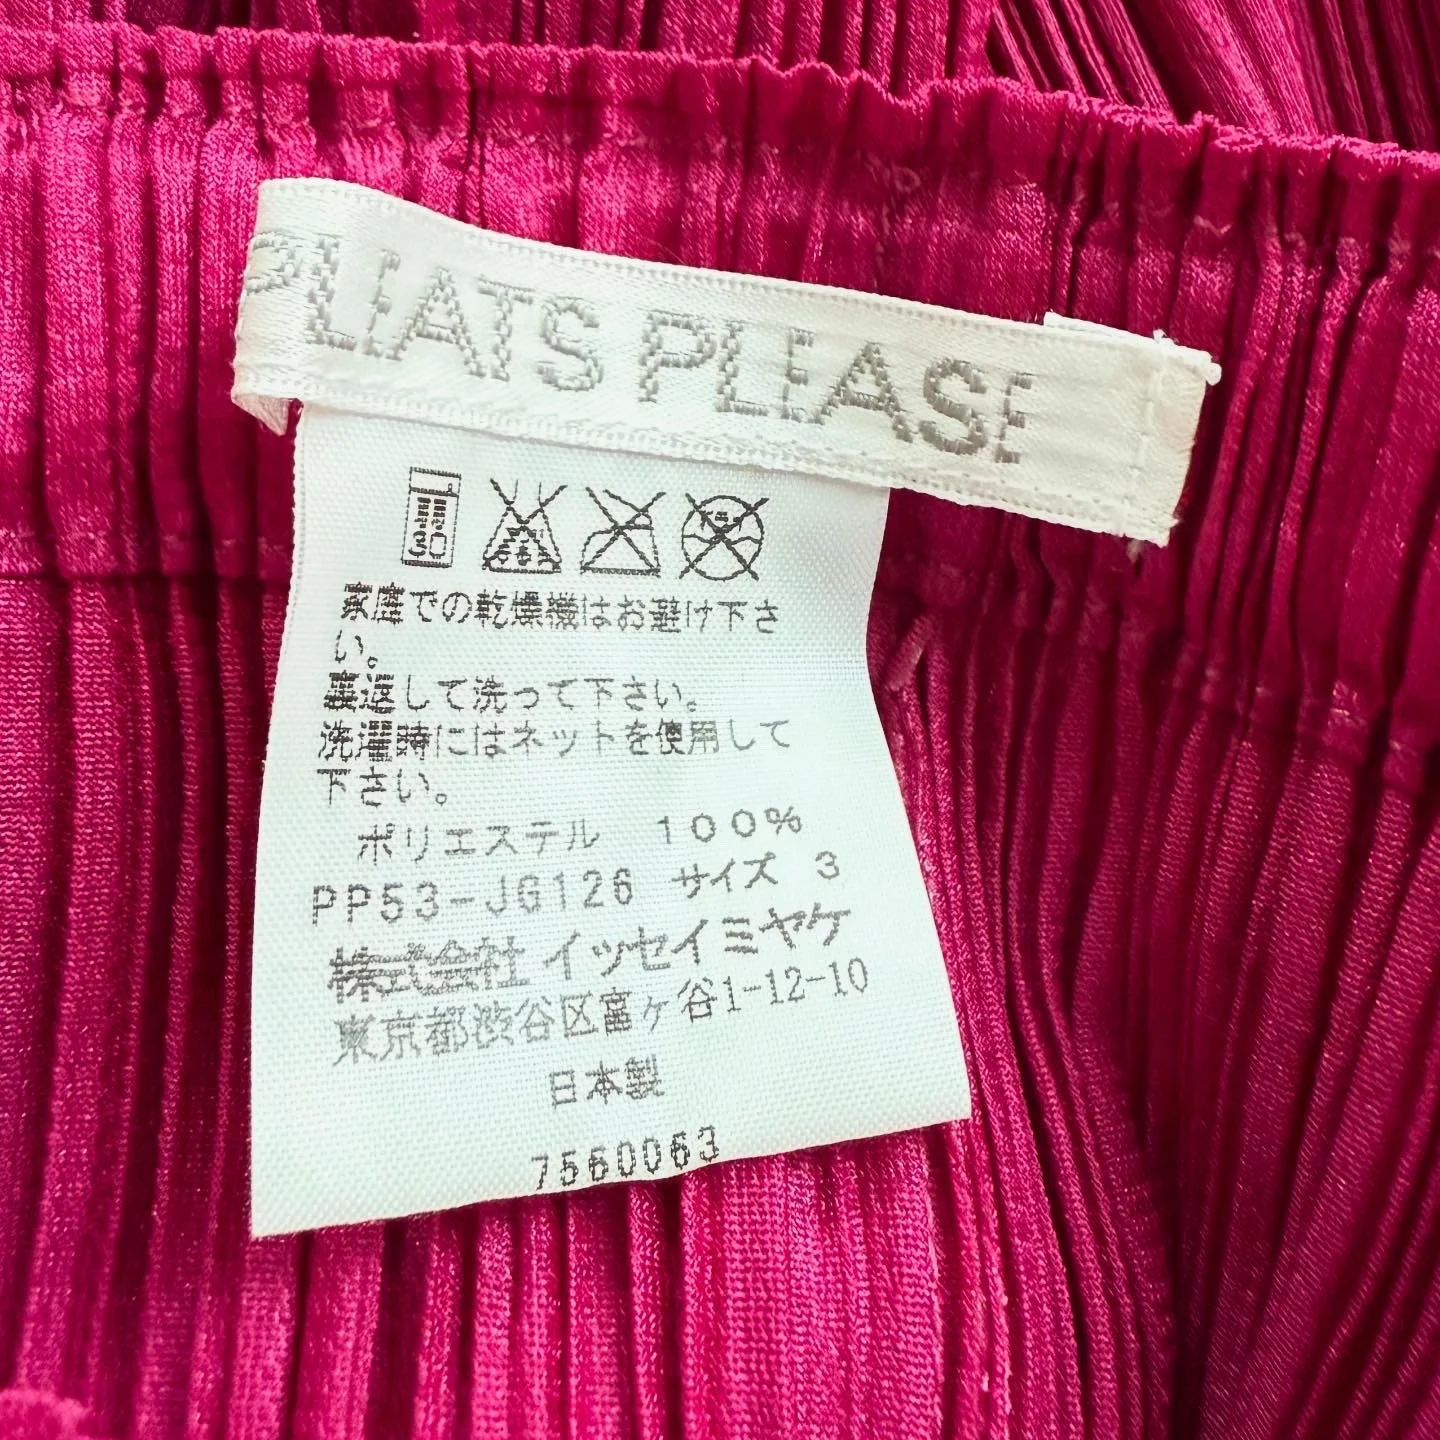 PLEATS PLEASE
家庭での乾燥機はお避け下さ
い。
裏返して洗って下さい。
洗濯時にはネットを使用して
下さい。
ポリエステル 100%
PP53-JG126 サイズ 3
株式会社 イッセイミヤケ
東京都渋谷区富ヶ谷1-12-10
日本製
7560063